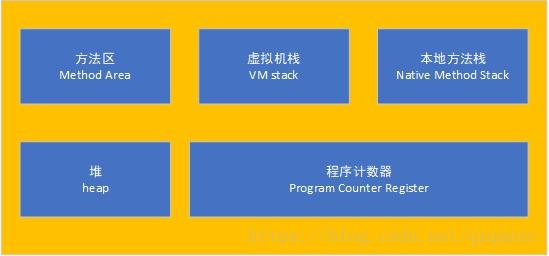 方法区
Method Area
虚拟机栈
VM stack
本地方法栈
Native Method Stack
堆
heap
程序计数器
Program Counter Register